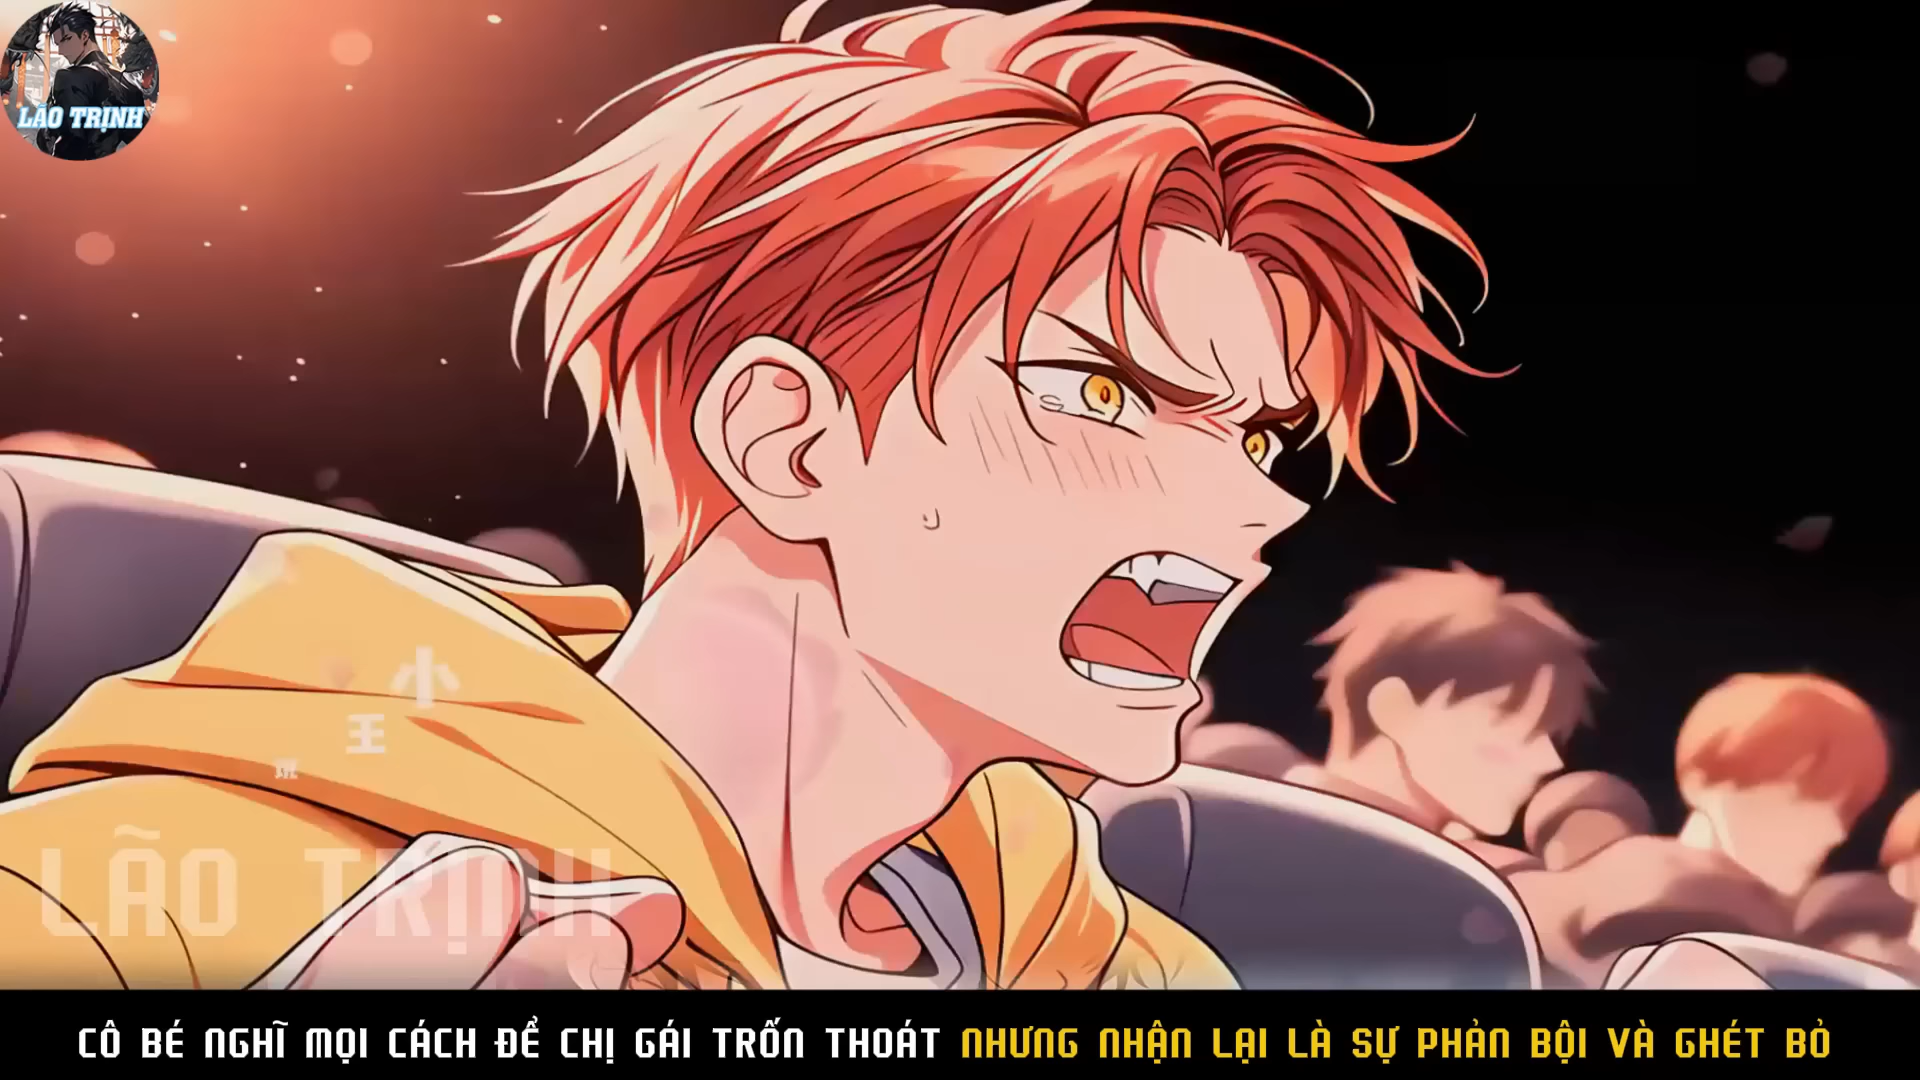 LÃO TRỊNH
小
王
班
LÃO TRỊNH
CÔ BÉ NGHĨ MỌI CÁCH ĐỂ CHỊ GÁI TRỐN THOÁT NHƯNG NHẬN LẠI LÀ SỰ PHẢN BỘI VÀ GHÉT BỎ